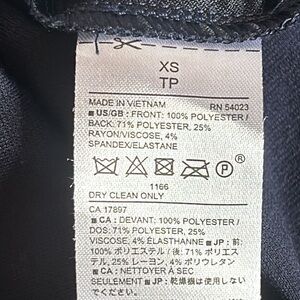 XS
TP
MADE IN VIETNAM RN 54023
■ US/GB : FRONT: 100% POLYESTER /
BACK: 71% POLYESTER, 25%
RAYON/VISCOSE, 4%
SPANDEX/ELASTANE
P ®
1166
DRY CLEAN ONLY
CA 17897
■ CA : DEVANT: 100% POLYESTER /
DOS: 71% POLYESTER, 25%
VISCOSE, 4% ÉLASTHANNE ■ JP : 前:
100% ポリエステル / 後: 71% ポリエス
テル, 25% レーヨン, 4% ポリウレタン
■ CA : NETTOYER À SEC
SEULEMENT ■ JP : 乾燥機は使用しない
でください